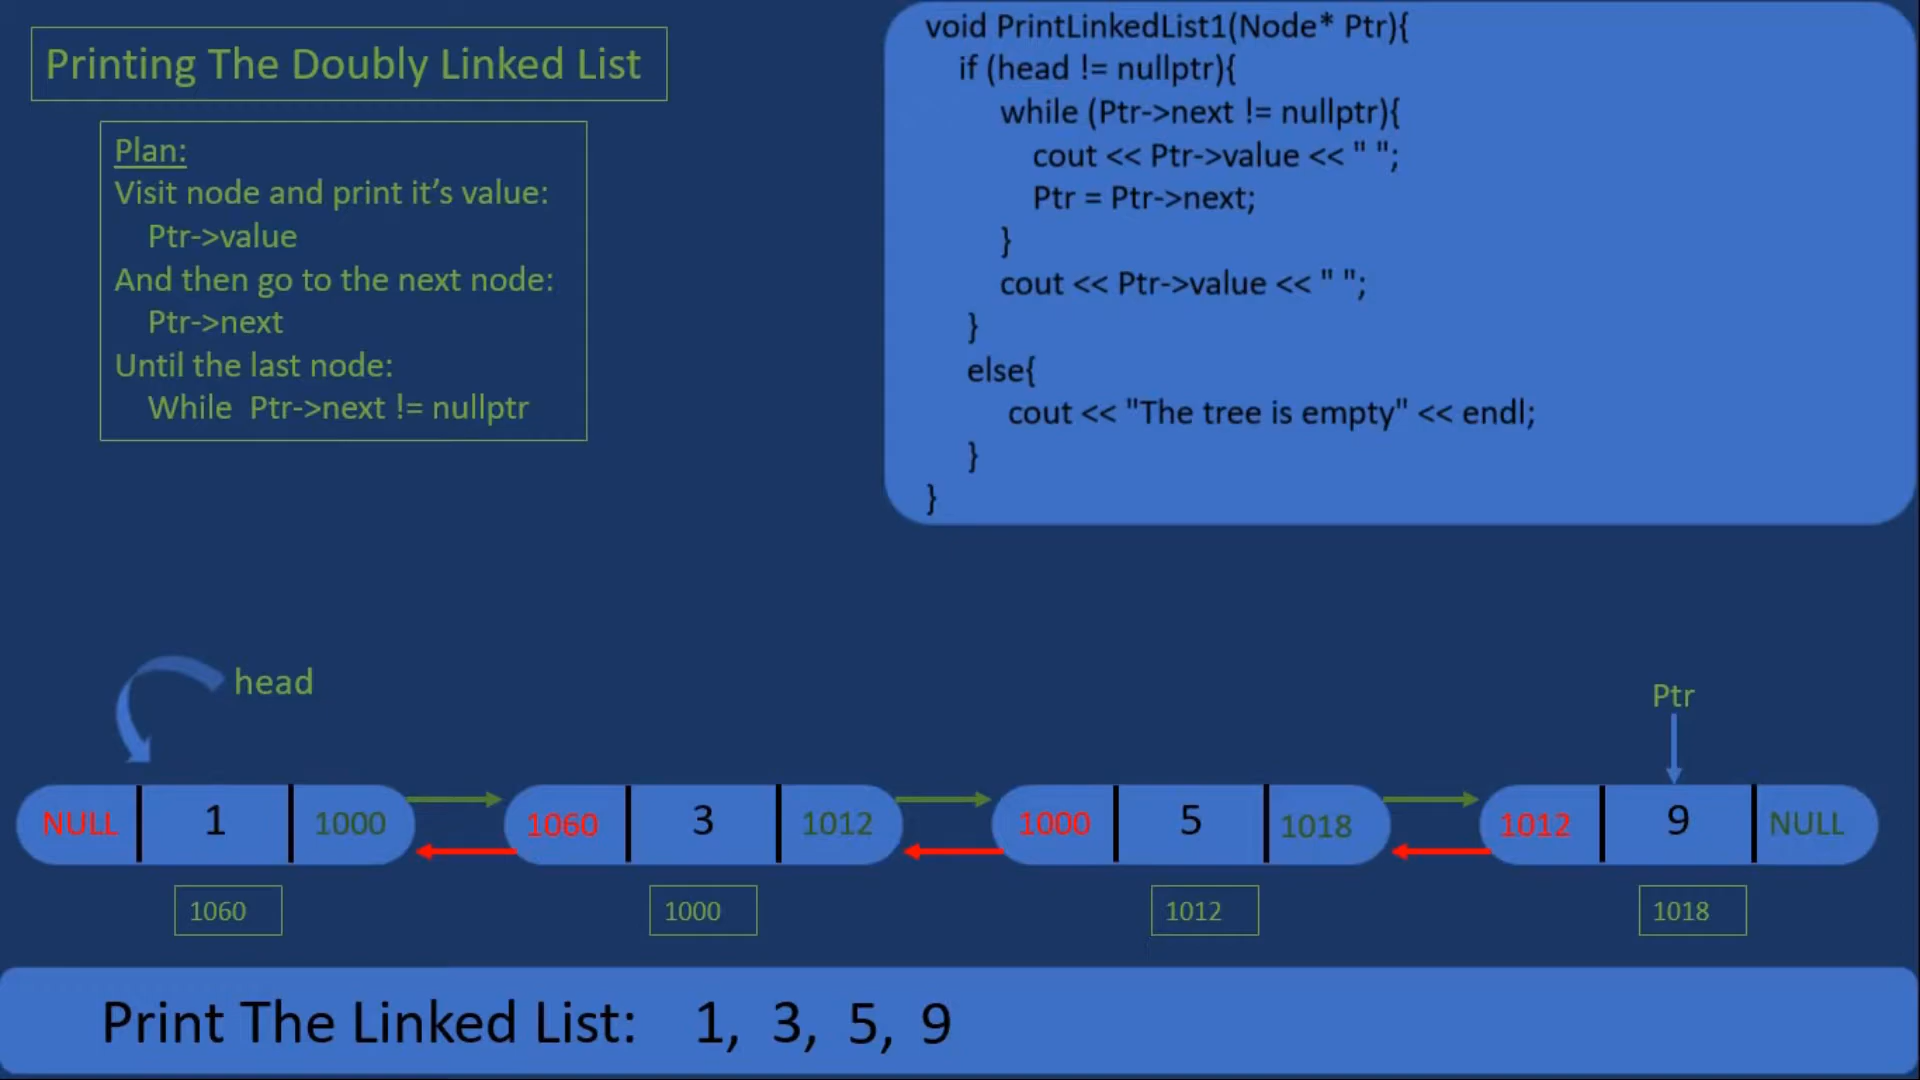 Printing The Doubly Linked List
Plan:
Visit node and print it’s value:
Ptr->value
And then go to the next node:
Ptr->next
Until the last node:
While Ptr->next != nullptr
void PrintLinkedList1(Node* Ptr){
if (head != nullptr){
while (Ptr->next != nullptr){
cout << Ptr->value << " ";
Ptr = Ptr->next;
}
cout << Ptr->value << " ";
}
else{
cout << "The tree is empty" << endl;
}
}
head
Ptr
NULL 1 1000 1060 3 1012 1000 5 1018 1012 9 NULL
1060 1000 1012 1018
Print The Linked List: 1, 3, 5, 9